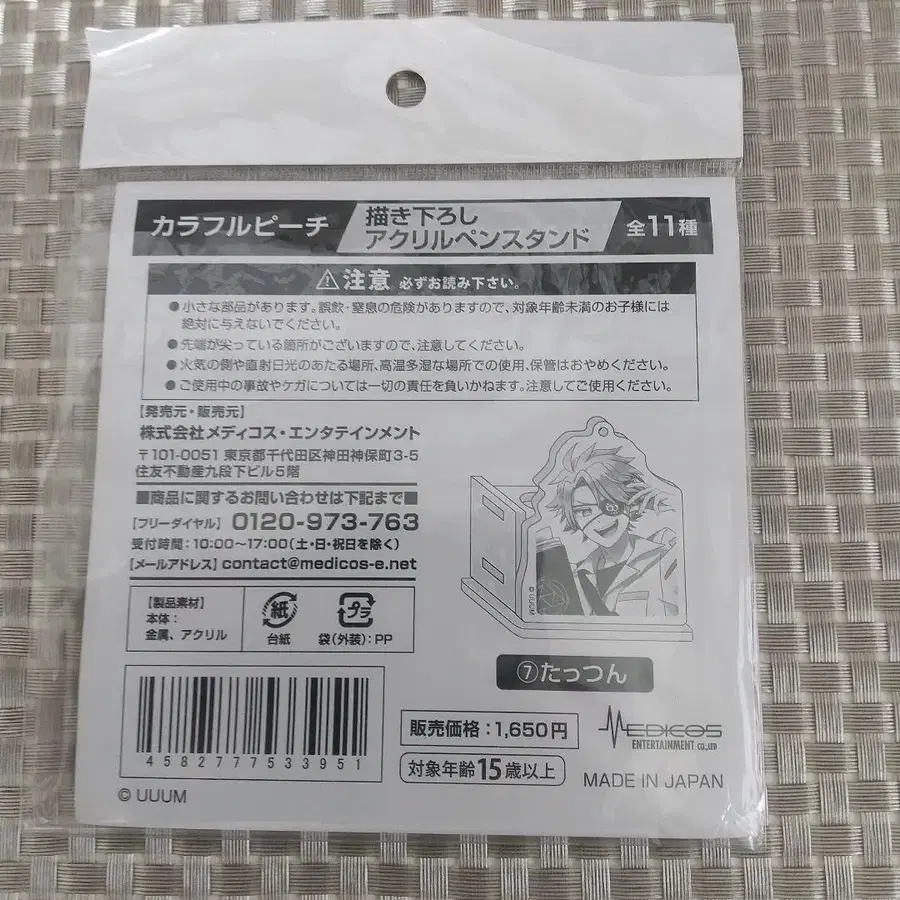 カラフルピーチ
描き下ろし
アクリルペンスタンド
全11種
⚠注意 必ずお読み下さい。
●小さな部品があります。誤飲・窒息の危険がありますので、対象年齢未満のお子様には
絶対に与えないでください。
●先端が尖っている箇所がございますので、注意してください。
●火気の側や直射日光のあたる場所、高温多湿な場所での使用、保管はおやめください。
●ご使用中の事故やケガについては一切の責任を負いかねます。注意してご使用ください。
【発売元・販売元】
株式会社メディコス・エンタテインメント
〒101-0051 東京都千代田区神田神保町3-5
住友不動産九段下ビル5階
■商品に関するお問い合わせは下記まで■
【フリーダイヤル】 0120-973-763
受付時間:10:00~17:00(土・日・祝日を除く)
【メールアドレス】contact@medicos-e.net
【製品素材】
本体:
金属、アクリル
紙
台紙
プラ
袋(外装):PP
© UUUM
⑦たっつん
4582777533951
販売価格:1,650円
対象年齢15歳以上
MEDICOS
ENTERTAINMENT CO.,LTD
MADE IN JAPAN
© UUUM